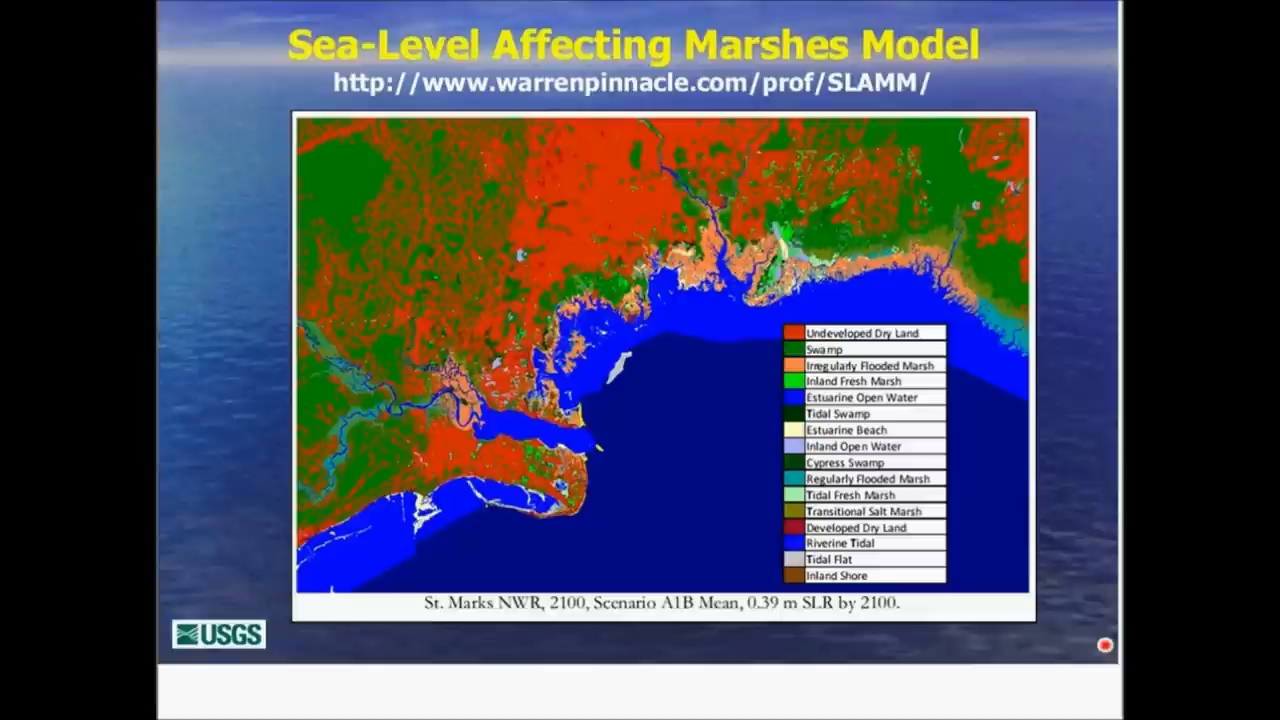 Sea-Level Affecting Marshes Model
http://www.warrenpinnacle.com/prof/SLAMM/
Undeveloped Dry Land
Swamp
Irregularly Flooded Marsh
Inland Fresh Marsh
Estuarine Open Water
Tidal Swamp
Estuarine Beach
Inland Open Water
Cypress Swamp
Regularly Flooded Marsh
Tidal Fresh Marsh
Transitional Salt Marsh
Developed Dry Land
Riverine Tidal
Tidal Flat
Inland Shore
St. Marks NWR, 2100, Scenario A1B Mean, 0.39 m SLR by 2100.
USGS